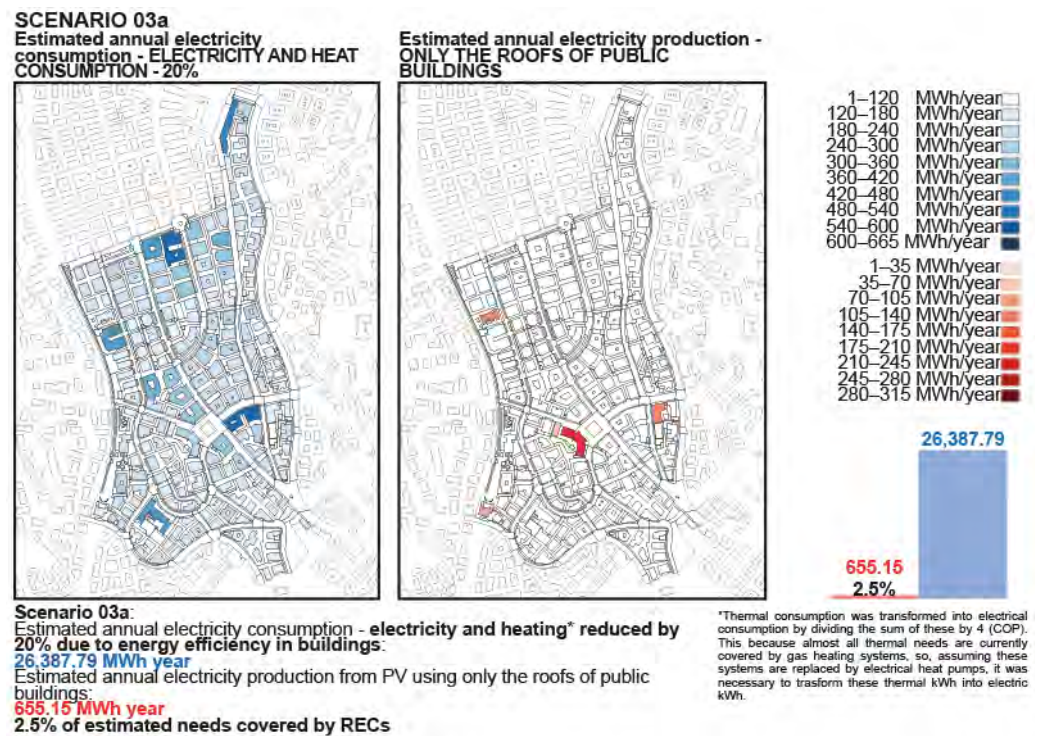 SCENARIO 03a
Estimated annual electricity
consumption - ELECTRICITY AND HEAT
CONSUMPTION - 20%
Estimated annual electricity production -
ONLY THE ROOFS OF PUBLIC
BUILDINGS
1–120 MWh/year
120–180 MWh/year
180–240 MWh/year
240–300 MWh/year
300–360 MWh/year
360–420 MWh/year
420–480 MWh/year
480–540 MWh/year
540–600 MWh/year
600–665 MWh/year
1–35 MWh/year
35–70 MWh/year
70–105 MWh/year
105–140 MWh/year
140–175 MWh/year
175–210 MWh/year
210–245 MWh/year
245–280 MWh/year
280–315 MWh/year
26,387.79
655.15
2.5%
Scenario 03a:
Estimated annual electricity consumption - electricity and heating* reduced by
20% due to energy efficiency in buildings:
26.387.79 MWh year
Estimated annual electricity production from PV using only the roofs of public
buildings:
655.15 MWh year
2.5% of estimated needs covered by RECs
*Thermal consumption was transformed into electrical
consumption by dividing the sum of these by 4 (COP).
This because almost all thermal needs are currently
covered by gas heating systems, so, assuming these
systems are replaced by electrical heat pumps, it was
necessary to trasform these thermal kWh into electric
kWh.